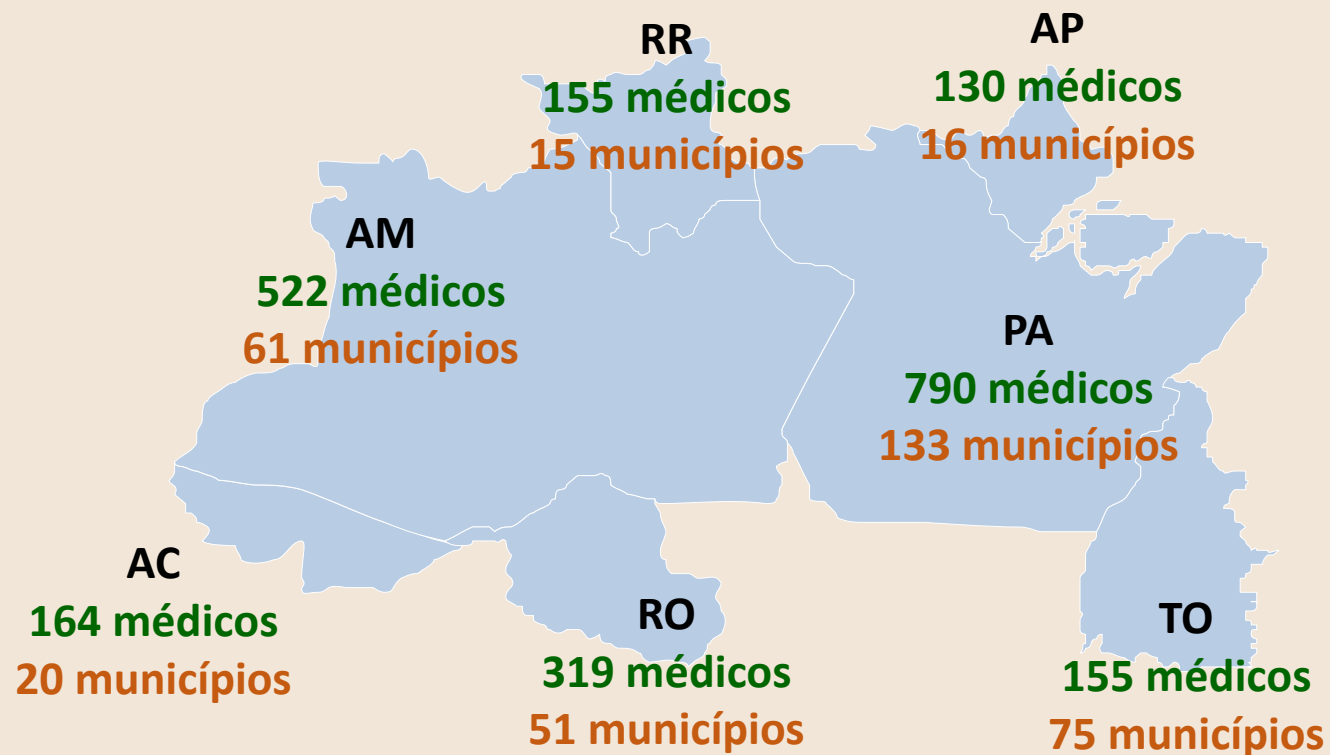 RR
155 médicos
15 municípios
AP
130 médicos
16 municípios
AM
522 médicos
61 municípios
PA
790 médicos
133 municípios
AC
164 médicos
20 municípios
RO
319 médicos
51 municípios
TO
155 médicos
75 municípios